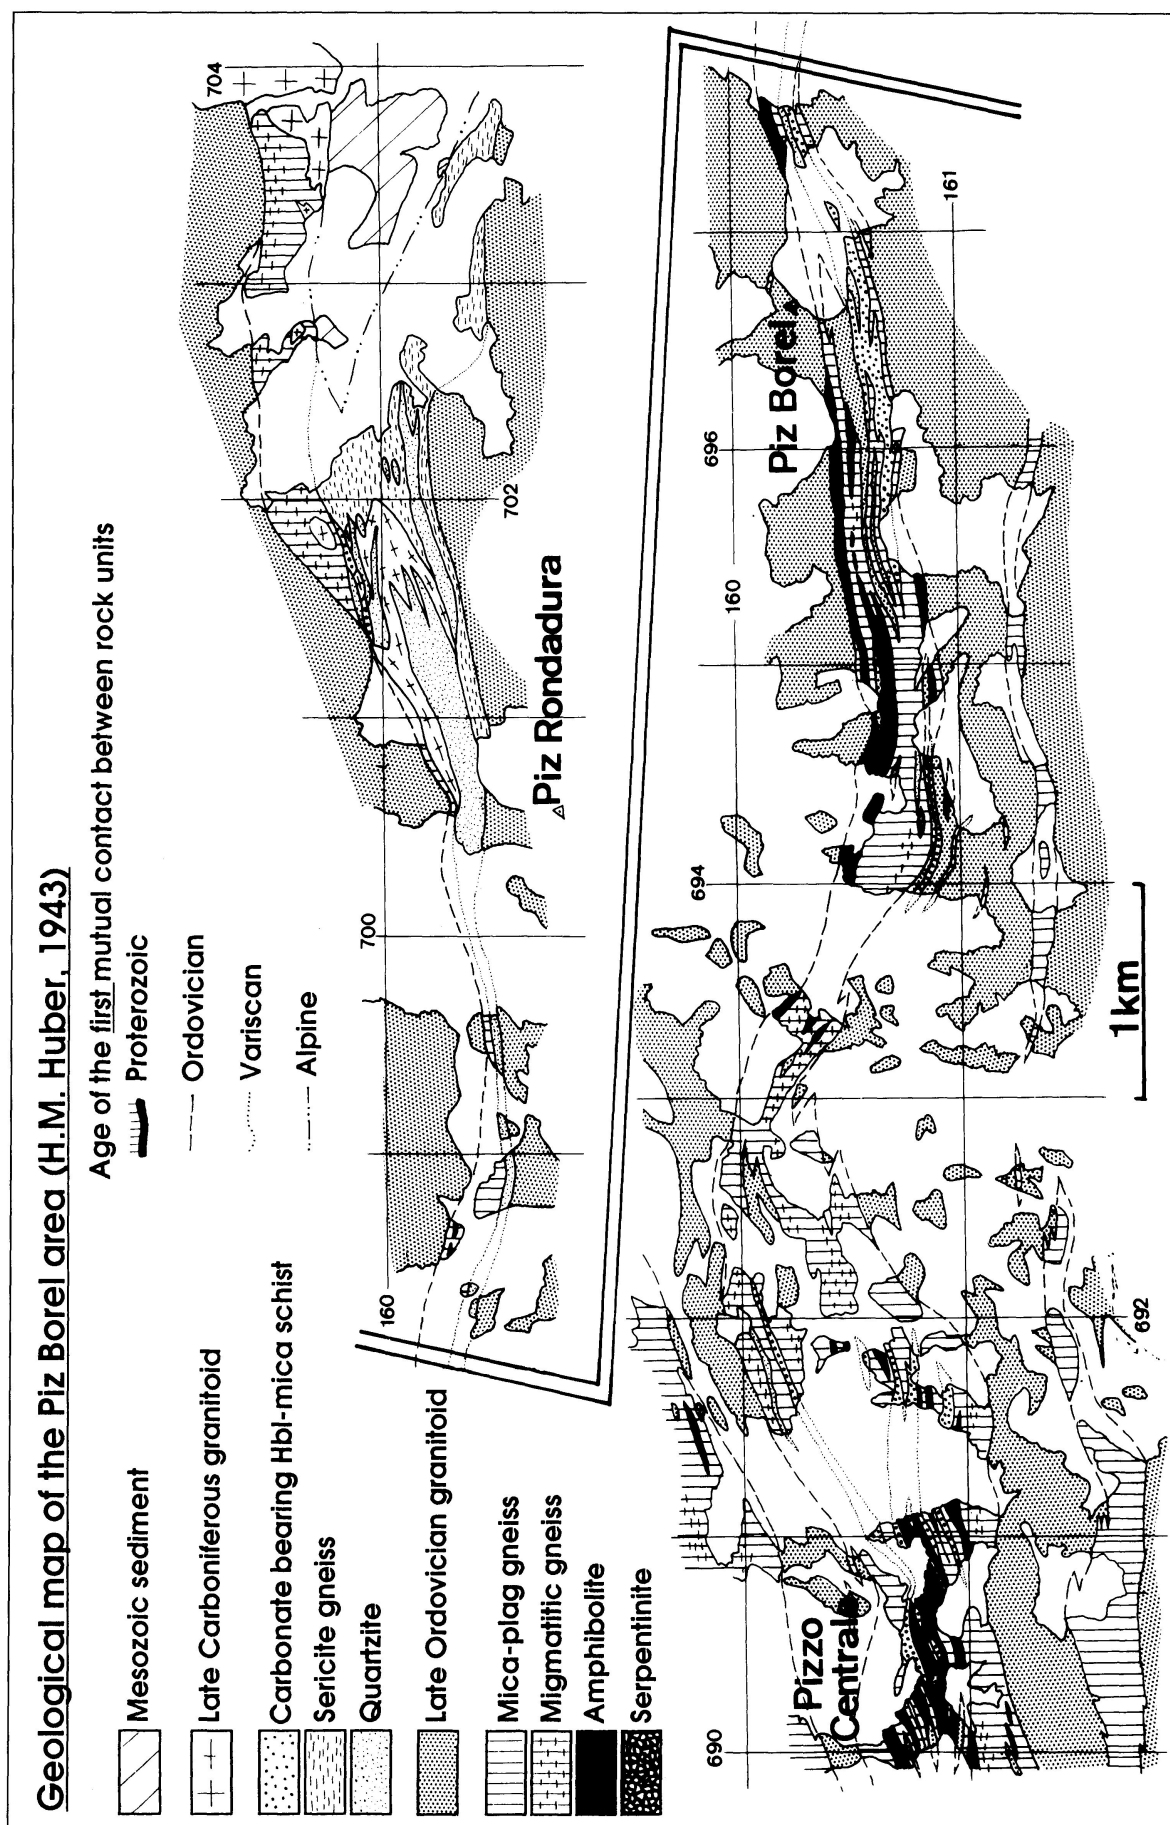 Geological map of the Piz Borel area (H.M. Huber, 1943)
Age of the first mutual contact between rock units
Proterozoic
Ordovician
Variscan
Alpine
Mesozoic sediment
Late Carboniferous granitoid
Carbonate bearing Hbl-mica schist
Sericite gneiss
Quartzite
Late Ordovician granitoid
Mica-plag gneiss
Migmatitic gneiss
Amphibolite
Serpentinite
160
700
702
704
Piz Rondadura
690
692
694
696
160
161
Pizzo
Centrale
Piz Borel
1km